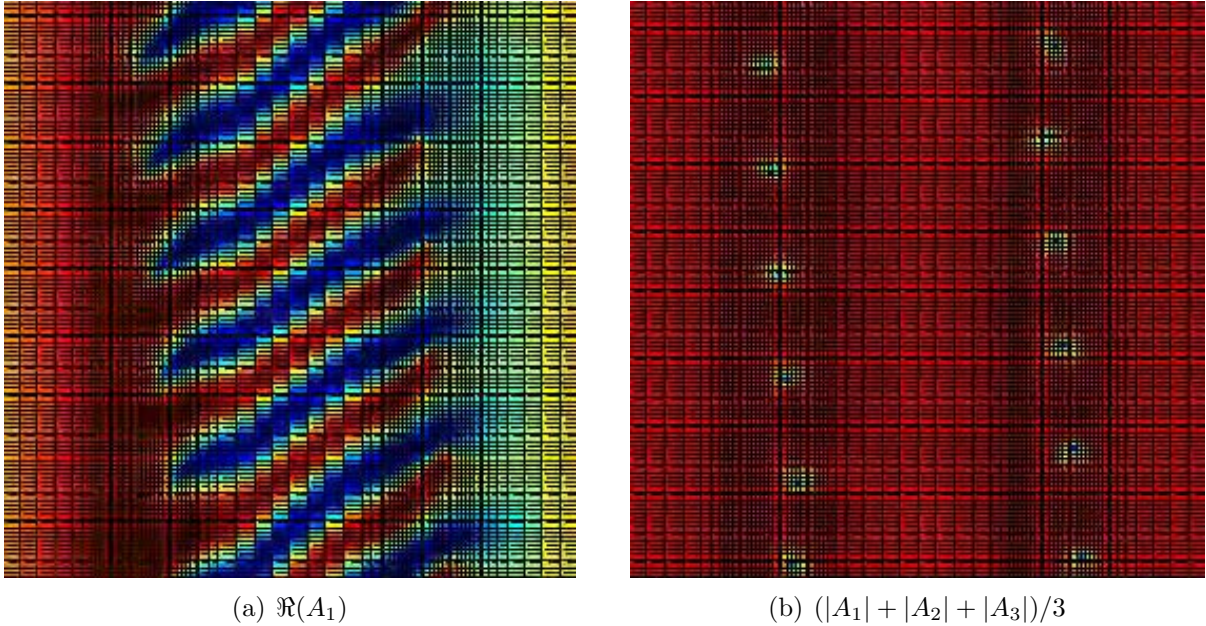 (a) ℜ(A₁)
(b) (|A₁| + |A₂| + |A₃|)/3